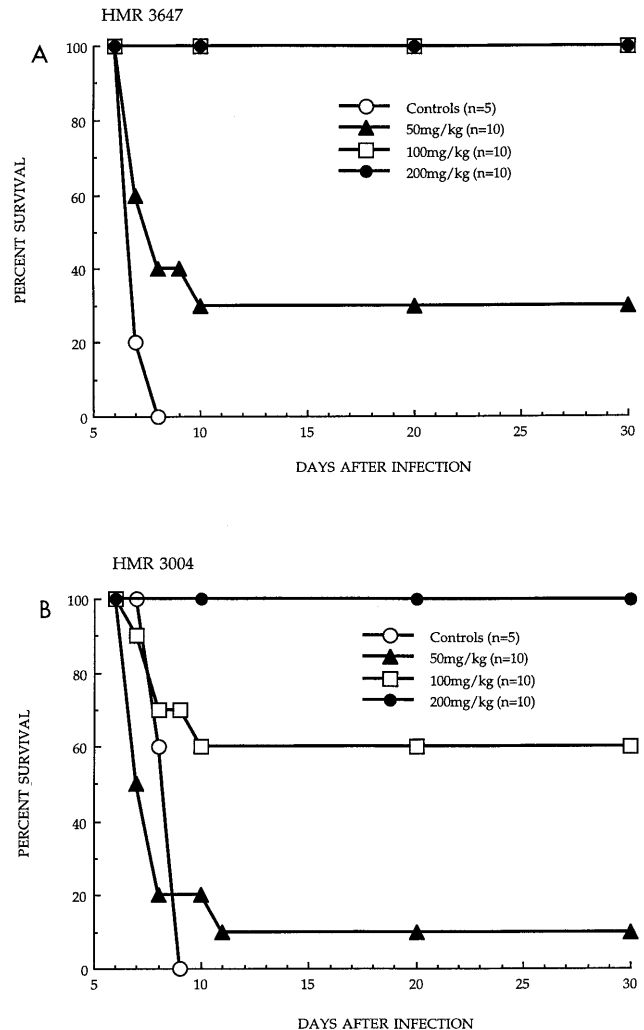 HMR 3647
A
100
80
60
40
20
0
PERCENT SURVIVAL
Controls (n=5)
50mg/kg (n=10)
100mg/kg (n=10)
200mg/kg (n=10)
5 10 15 20 25 30
DAYS AFTER INFECTION
HMR 3004
B
100
80
60
40
20
0
PERCENT SURVIVAL
Controls (n=5)
50mg/kg (n=10)
100mg/kg (n=10)
200mg/kg (n=10)
5 10 15 20 25 30
DAYS AFTER INFECTION